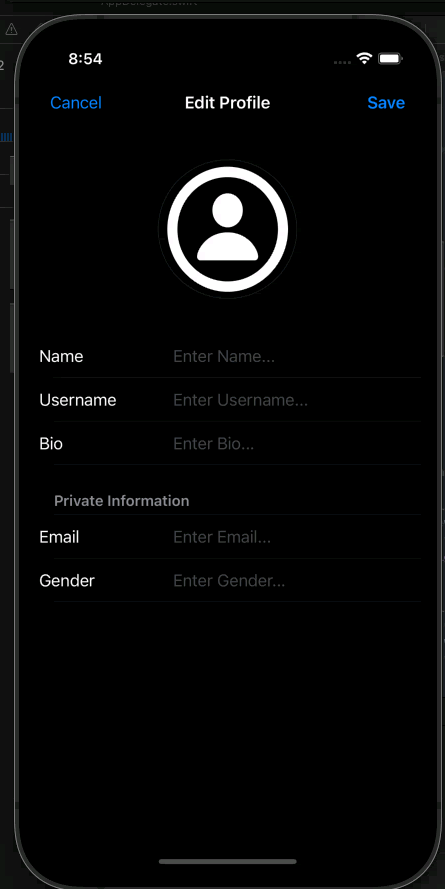 8:54
Cancel Edit Profile Save
Name Enter Name...
Username Enter Username...
Bio Enter Bio...
Private Information
Email Enter Email...
Gender Enter Gender...